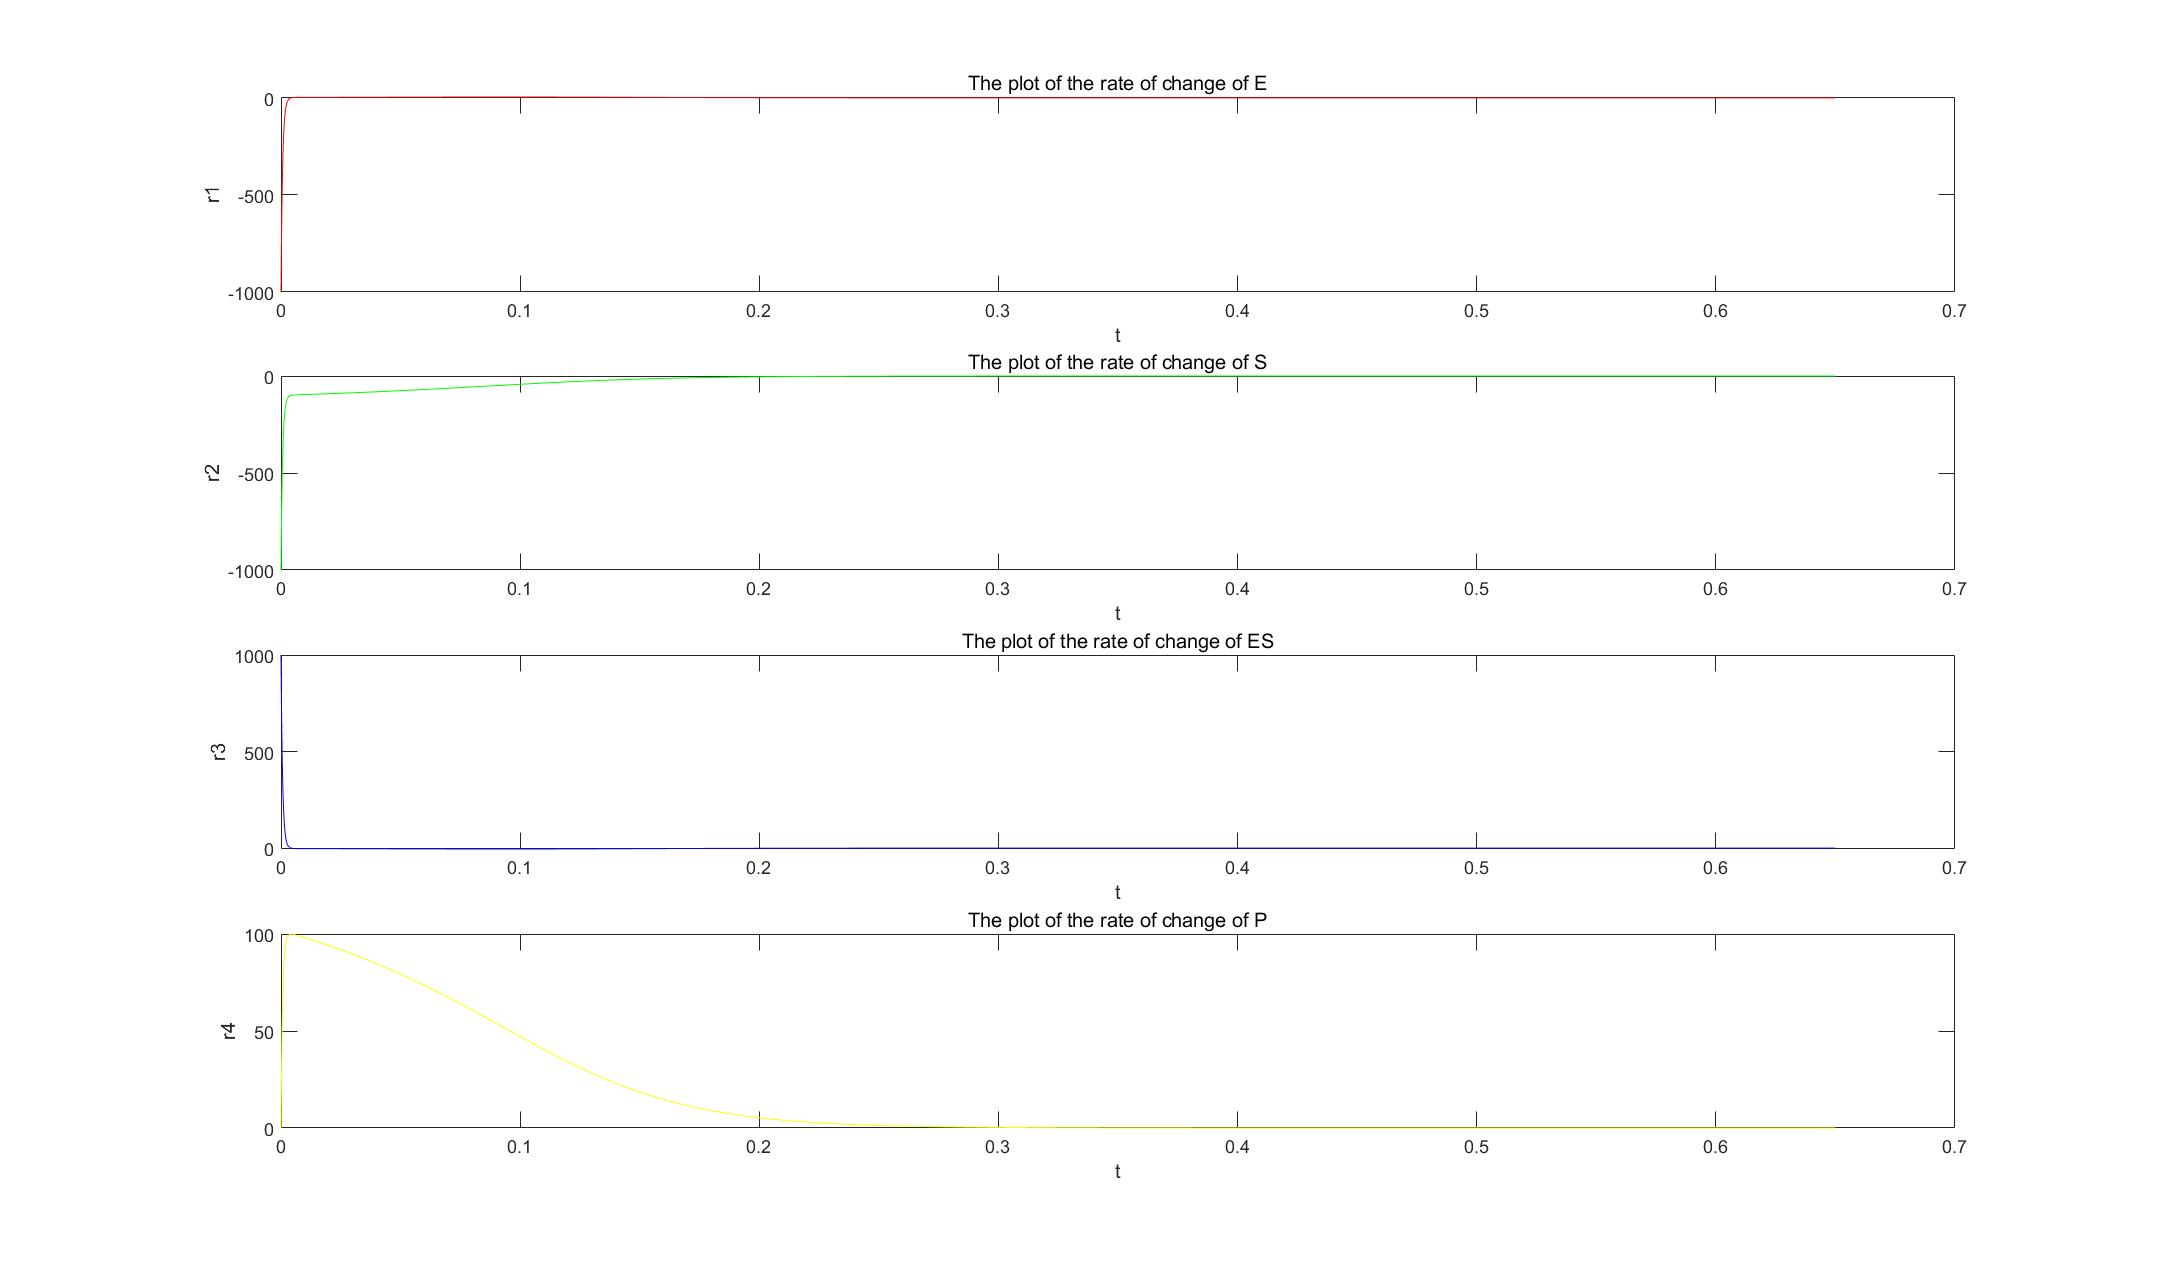 The plot of the rate of change of E
0
-500
-1000
r1
0 0.1 0.2 0.3 0.4 0.5 0.6 0.7
t
The plot of the rate of change of S
0
-500
-1000
r2
0 0.1 0.2 0.3 0.4 0.5 0.6 0.7
t
The plot of the rate of change of ES
1000
500
0
r3
0 0.1 0.2 0.3 0.4 0.5 0.6 0.7
t
The plot of the rate of change of P
100
50
0
r4
0 0.1 0.2 0.3 0.4 0.5 0.6 0.7
t